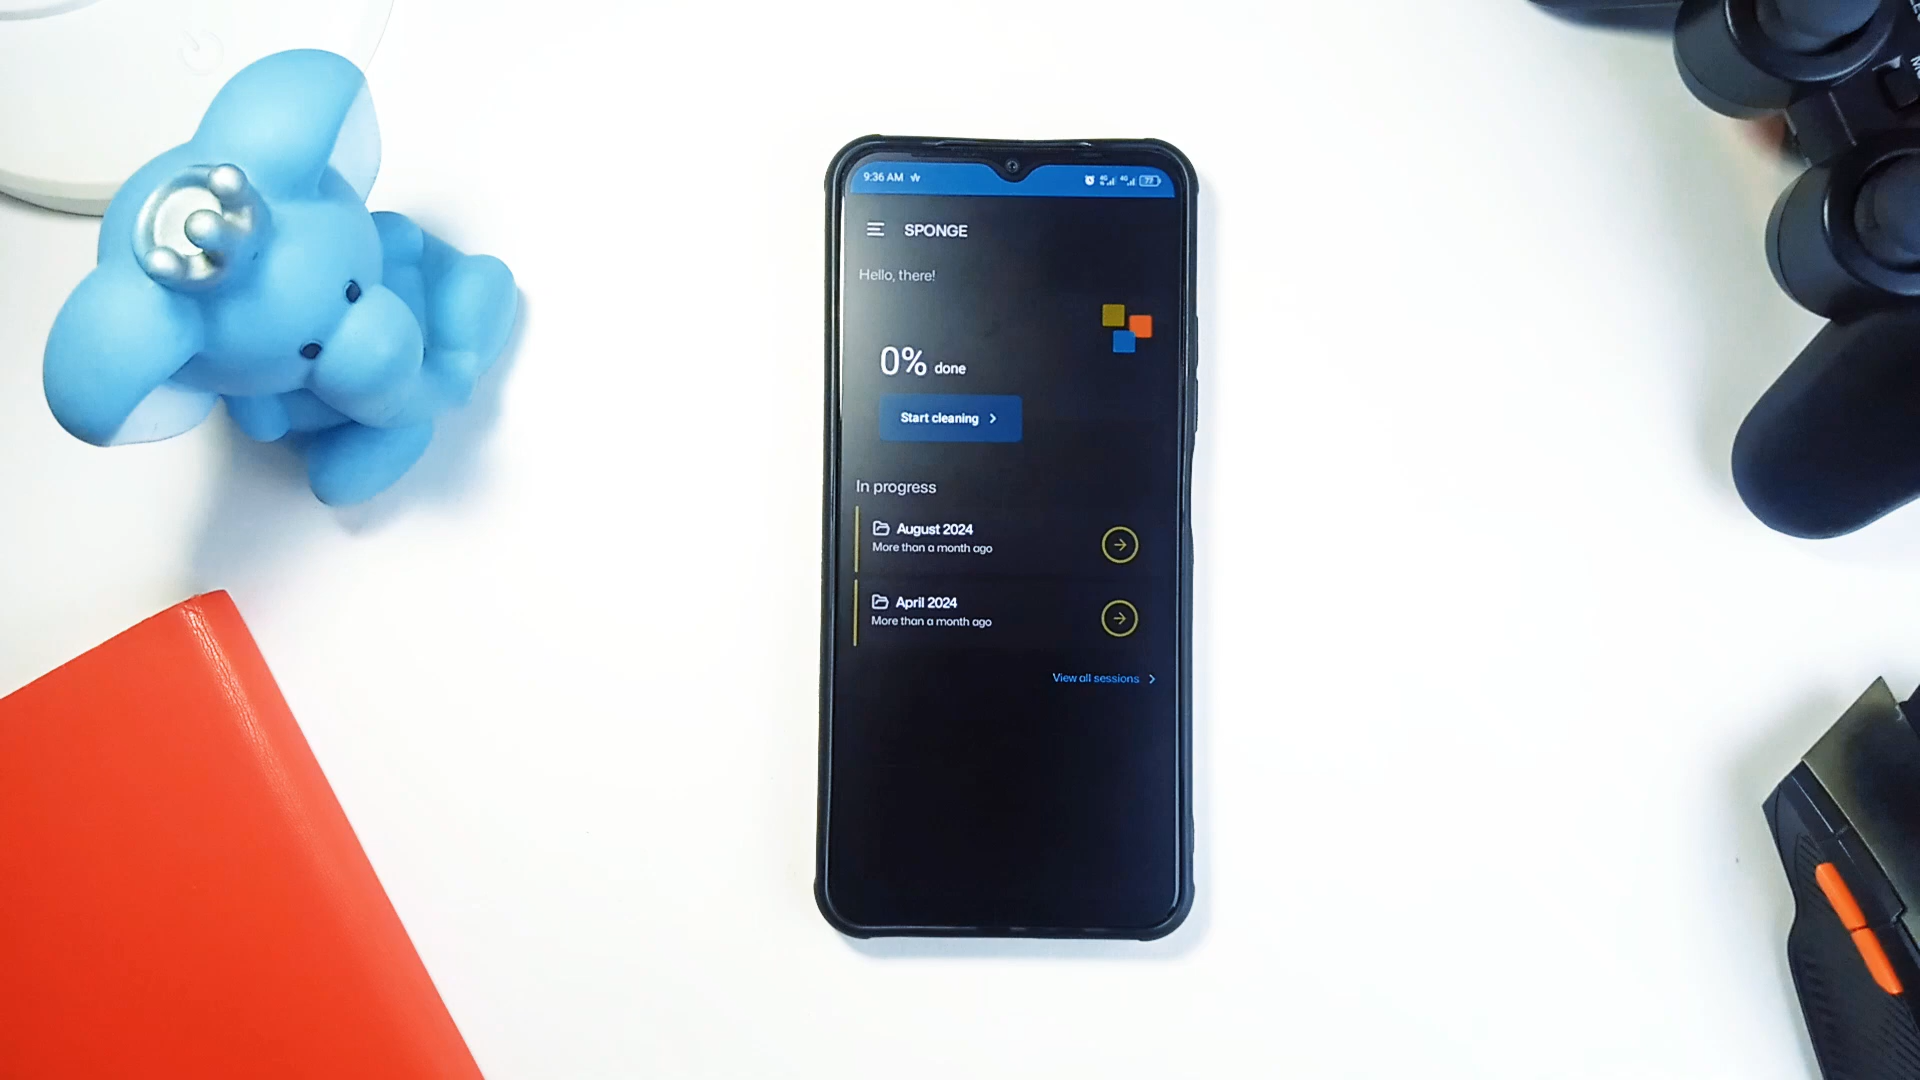 9:36 AM
77
SPONGE
Hello, there!
0% done
Start cleaning
In progress
August 2024
More than a month ago
April 2024
More than a month ago
View all sessions